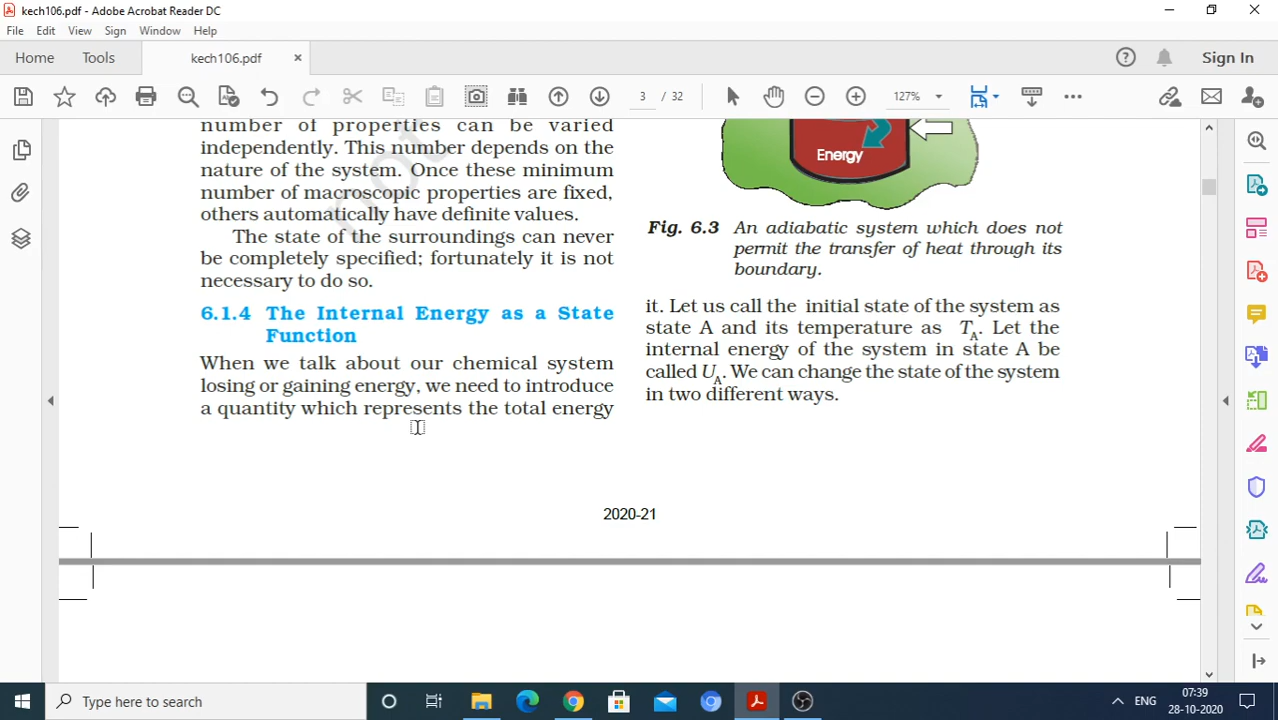 kech106.pdf - Adobe Acrobat Reader DC
File Edit View Sign Window Help
Home Tools kech106.pdf × Sign In
3 / 32 127%
number of properties can be varied
independently. This number depends on the
nature of the system. Once these minimum
number of macroscopic properties are fixed,
others automatically have definite values.
The state of the surroundings can never
be completely specified; fortunately it is not
necessary to do so.
6.1.4 The Internal Energy as a State
Function
When we talk about our chemical system
losing or gaining energy, we need to introduce
a quantity which represents the total energy
not
Energy
Fig. 6.3 An adiabatic system which does not
permit the transfer of heat through its
boundary.
it. Let us call the initial state of the system as
state A and its temperature as TA. Let the
internal energy of the system in state A be
called UA. We can change the state of the system
in two different ways.
2020-21
Type here to search
ENG
07:39
28-10-2020